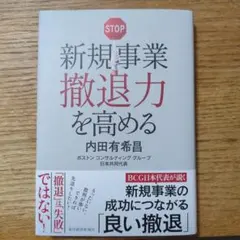 STOP
新規事業
撤退力
を高める
内田有希昌
ボストン コンサルティング グループ
日本共同代表
「撤退」は「失敗」
ではない!
BCG日本代表が説く
新規事業の
成功につながる
「良い撤退」